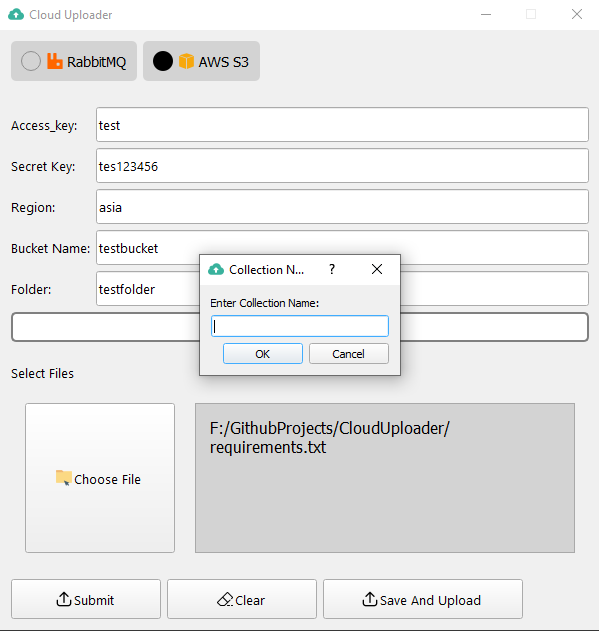 Cloud Uploader
RabbitMQ
AWS S3
Access_key:
test
Secret Key:
tes123456
Region:
asia
Bucket Name:
testbucket
Folder:
testfolder
Collection N...
?
Enter Collection Name:
OK
Cancel
Select Files
Choose File
F:/GithubProjects/CloudUploader/
requirements.txt
Submit
Clear
Save And Upload